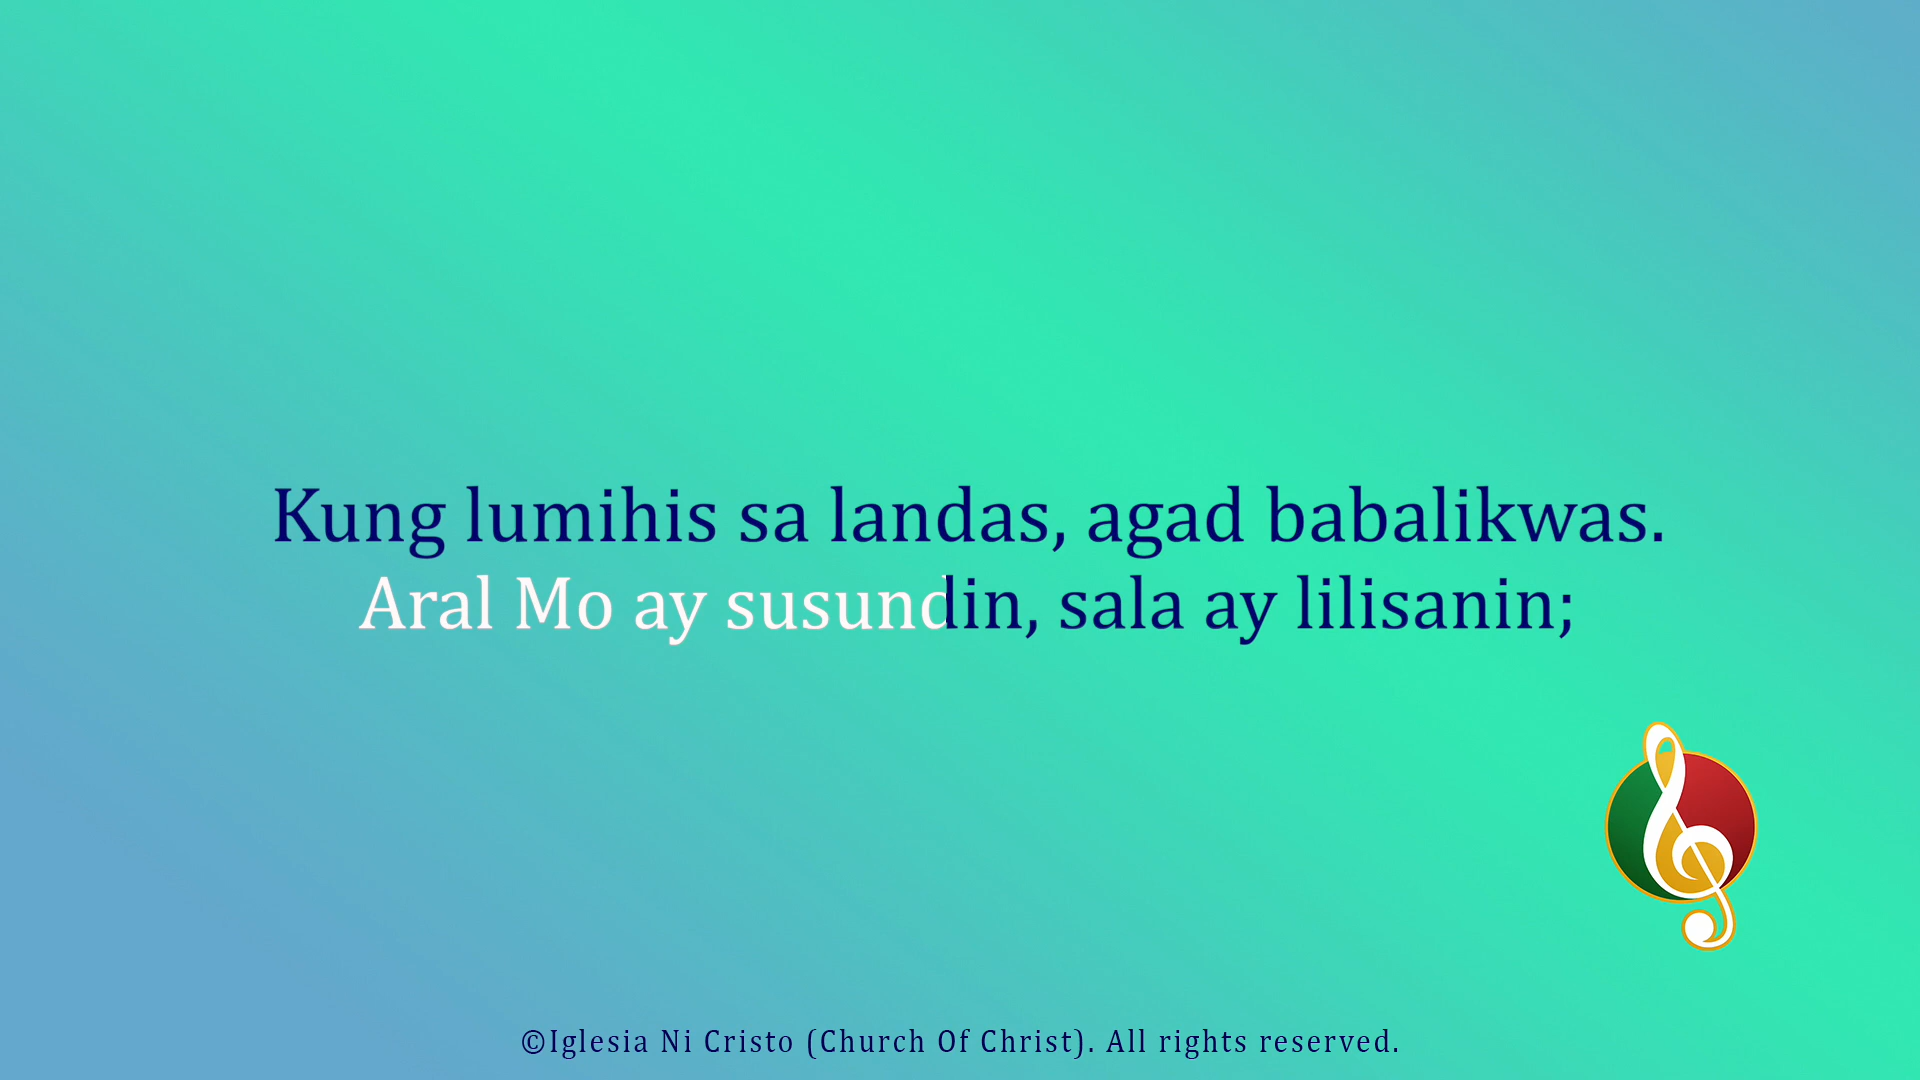 Kung lumihis sa landas, agad babalikwas.
Aral Mo ay susundin, sala ay lilisanin;
©Iglesia Ni Cristo (Church Of Christ). All rights reserved.